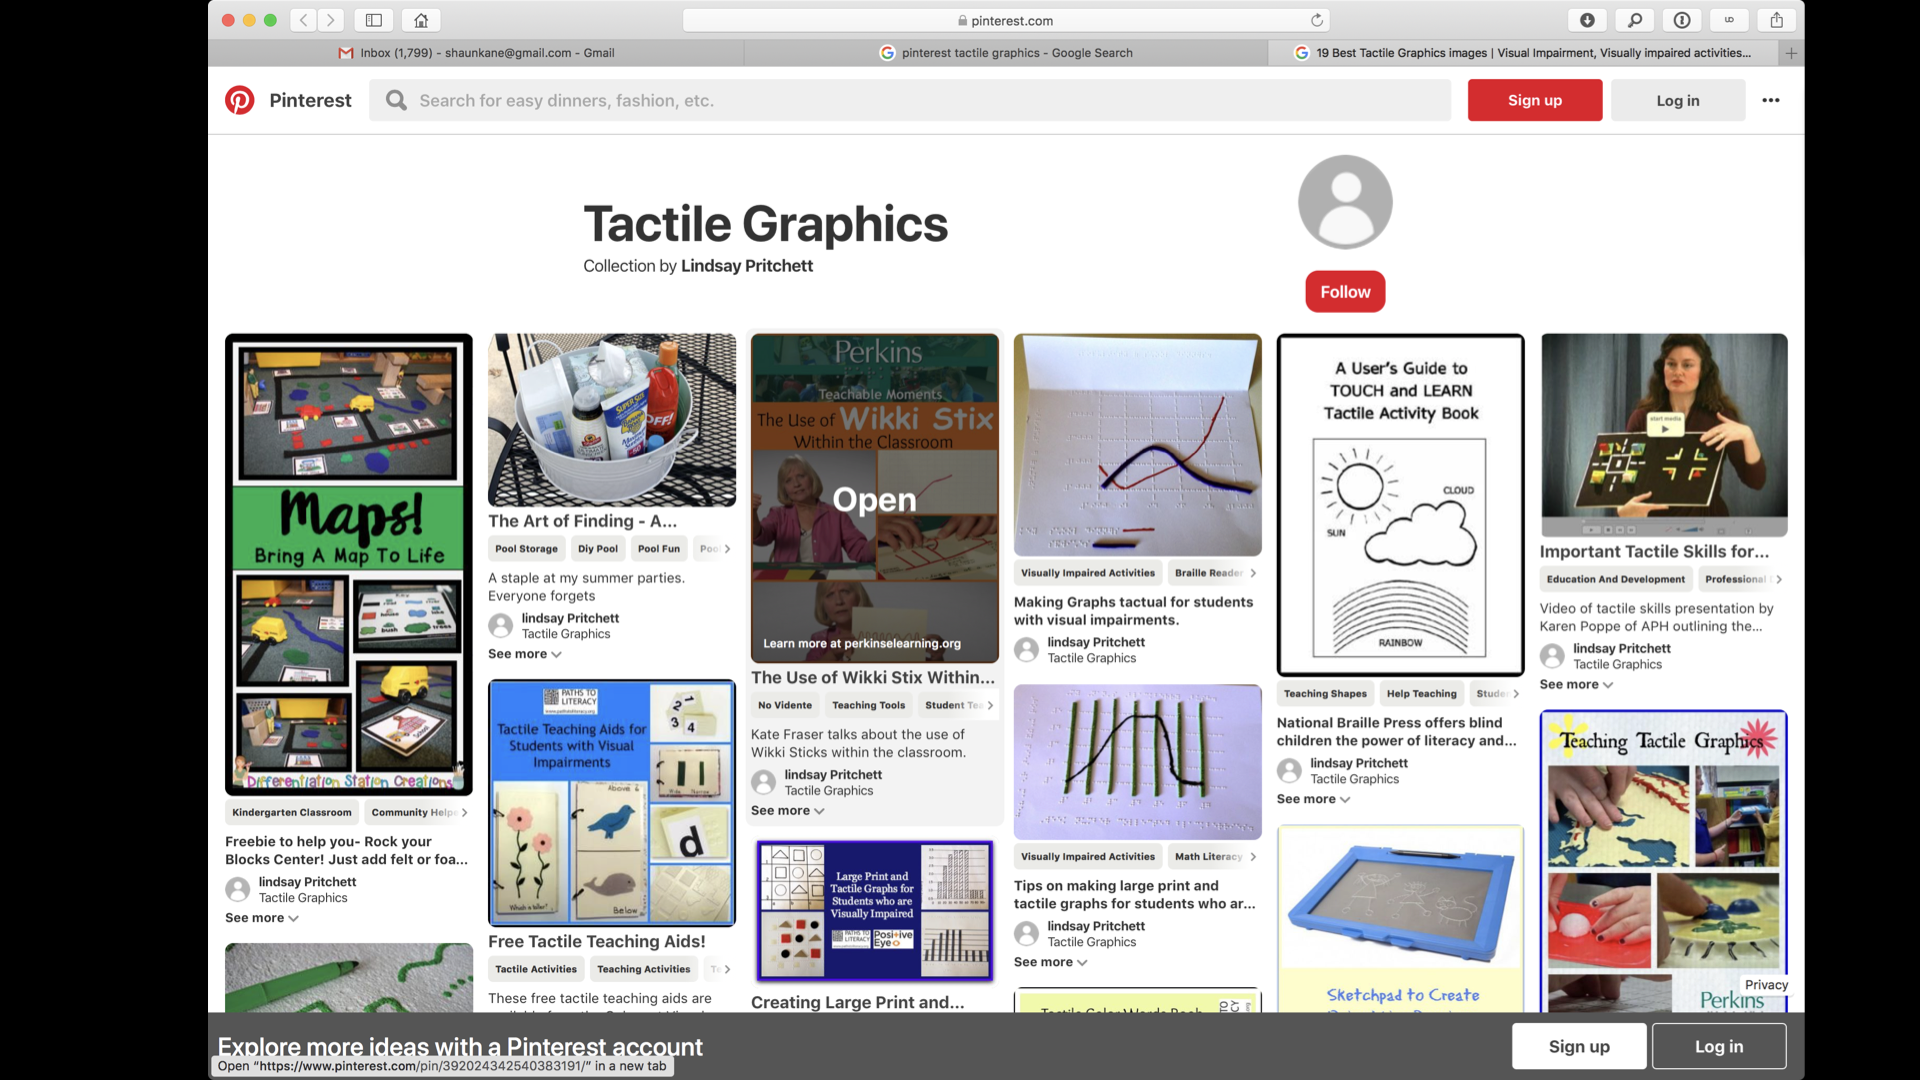 pinterest.com
Inbox (1,799) - shaunkane@gmail.com - Gmail
pinterest tactile graphics - Google Search
19 Best Tactile Graphics images | Visual Impairment, Visually impaired activities...
Pinterest
Search for easy dinners, fashion, etc.
Sign up
Log in
Tactile Graphics
Collection by Lindsay Pritchett
Follow
Maps!
Bring A Map To Life
Differentiation Station Creations
Kindergarten Classroom
Community Helpe
Freebie to help you- Rock your
Blocks Center! Just add felt or foa...
lindsay Pritchett
Tactile Graphics
See more
OFF!
The Art of Finding - A...
Pool Storage
Diy Pool
Pool Fun
Pool
A staple at my summer parties.
Everyone forgets
lindsay Pritchett
Tactile Graphics
See more
PATHS TO
LITERACY
Tactile Teaching Aids for
Students with Visual
Impairments
1
2
3
4
Above
Below
d
Which is Taller?
Free Tactile Teaching Aids!
Tactile Activities
Teaching Activities
These free tactile teaching aids are
Perkins
Teachable Moments
The Use of Wikki Stix
Within the Classroom
Open
Learn more at perkinselearning.org
The Use of Wikki Stix Within...
No Vidente
Teaching Tools
Student Tea
Kate Fraser talks about the use of
Wikki Sticks within the classroom.
lindsay Pritchett
Tactile Graphics
See more
Large Print and
Tactile Graphs for
Students who are
Visually Impaired
PATHS TO
LITERACY
Positive
Eye
Creating Large Print and...
Visually Impaired Activities
Braille Reader
Making Graphs tactual for students
with visual impairments.
lindsay Pritchett
Tactile Graphics
Visually Impaired Activities
Math Literacy
Tips on making large print and
tactile graphs for students who ar...
lindsay Pritchett
Tactile Graphics
See more
Tactile Color Words Book
A User's Guide to
TOUCH and LEARN
Tactile Activity Book
CLOUD
SUN
RAINBOW
Teaching Shapes
Help Teaching
Stude
National Braille Press offers blind
children the power of literacy and...
lindsay Pritchett
Tactile Graphics
See more
Sketchpad to Create
start media
Important Tactile Skills for...
Education And Development
Professional
Video of tactile skills presentation by
Karen Poppe of APH outlining the...
lindsay Pritchett
Tactile Graphics
See more
Teaching Tactile Graphics
Perkins
Privacy
Explore more ideas with a Pinterest account
Sign up
Log in
Open “https://www.pinterest.com/pin/392024342540383191/” in a new tab